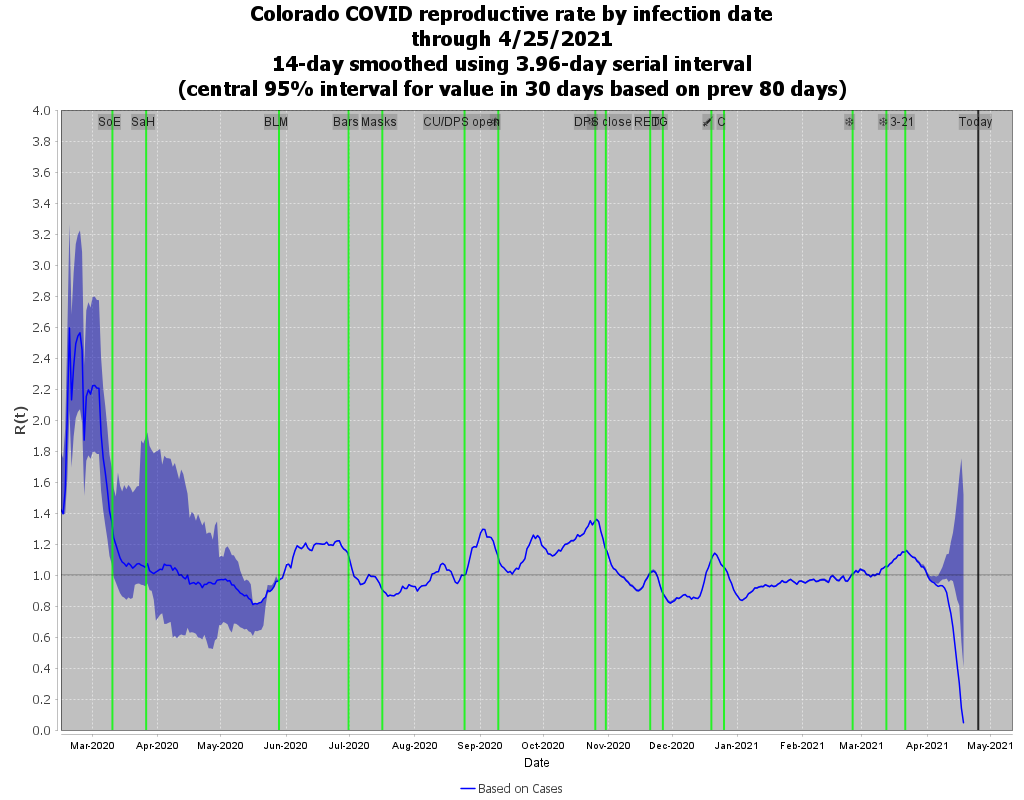 Colorado COVID reproductive rate by infection date
through 4/25/2021
14-day smoothed using 3.96-day serial interval
(central 95% interval for value in 30 days based on prev 80 days)
SoE SaH BLM Bars Masks CU/DPS open DPS close RED C 3-21 Today
4.0
3.8
3.6
3.4
3.2
3.0
2.8
2.6
2.4
2.2
2.0
1.8
1.6
1.4
1.2
1.0
0.8
0.6
0.4
0.2
0.0
R(t)
Mar-2020 Apr-2020 May-2020 Jun-2020 Jul-2020 Aug-2020 Sep-2020 Oct-2020 Nov-2020 Dec-2020 Jan-2021 Feb-2021 Mar-2021 Apr-2021 May-2021
Date
Based on Cases